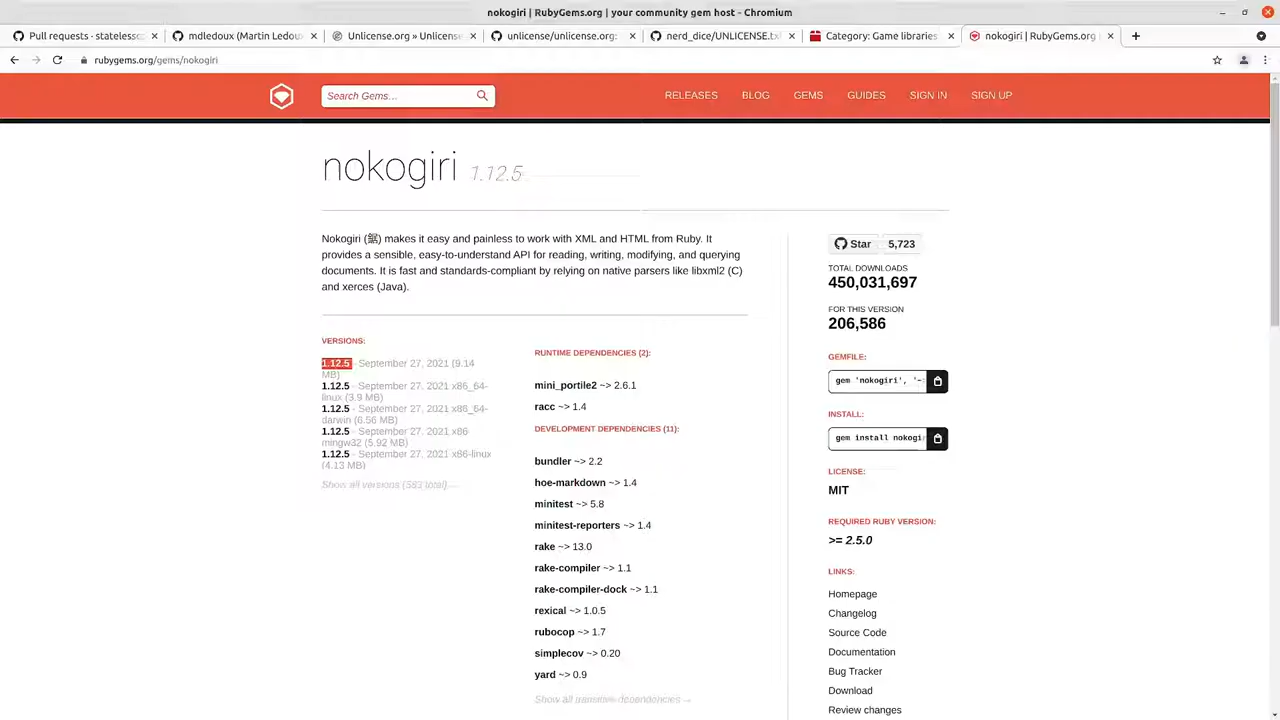 nokogiri | RubyGems.org | your community gem host - Chromium
Pull requests · statelessc
mdledoux (Martin Ledou
Unlicense.org » Unlicense
unlicense/unlicense.org:
nerd_dice/UNLICENSE.tx
Category: Game libraries
nokogiri | RubyGems.org
rubygems.org/gems/nokogiri
Search Gems…
RELEASES
BLOG
GEMS
GUIDES
SIGN IN
SIGN UP
nokogiri 1.12.5
Nokogiri (鋸) makes it easy and painless to work with XML and HTML from Ruby. It
provides a sensible, easy-to-understand API for reading, writing, modifying, and querying
documents. It is fast and standards-compliant by relying on native parsers like libxml2 (C)
and xerces (Java).
VERSIONS:
1.12.5 - September 27, 2021 (9.14
MB)
1.12.5 - September 27, 2021 x86_64-
linux (3.9 MB)
1.12.5 - September 27, 2021 x86_64-
darwin (6.56 MB)
1.12.5 - September 27, 2021 x86-
mingw32 (5.92 MB)
1.12.5 - September 27, 2021 x86-linux
(4.13 MB)
Show all versions (583 total)
RUNTIME DEPENDENCIES (2):
mini_portile2 ~> 2.6.1
racc ~> 1.4
DEVELOPMENT DEPENDENCIES (11):
bundler ~> 2.2
hoe-markdown ~> 1.4
minitest ~> 5.8
minitest-reporters ~> 1.4
rake ~> 13.0
rake-compiler ~> 1.1
rake-compiler-dock ~> 1.1
rexical ~> 1.0.5
rubocop ~> 1.7
simplecov ~> 0.20
yard ~> 0.9
Show all transitive dependencies →
Star 5,723
TOTAL DOWNLOADS
450,031,697
FOR THIS VERSION
206,586
GEMFILE:
gem 'nokogiri', '~
INSTALL:
gem install nokogi
LICENSE:
MIT
REQUIRED RUBY VERSION:
>= 2.5.0
LINKS:
Homepage
Changelog
Source Code
Documentation
Bug Tracker
Download
Review changes